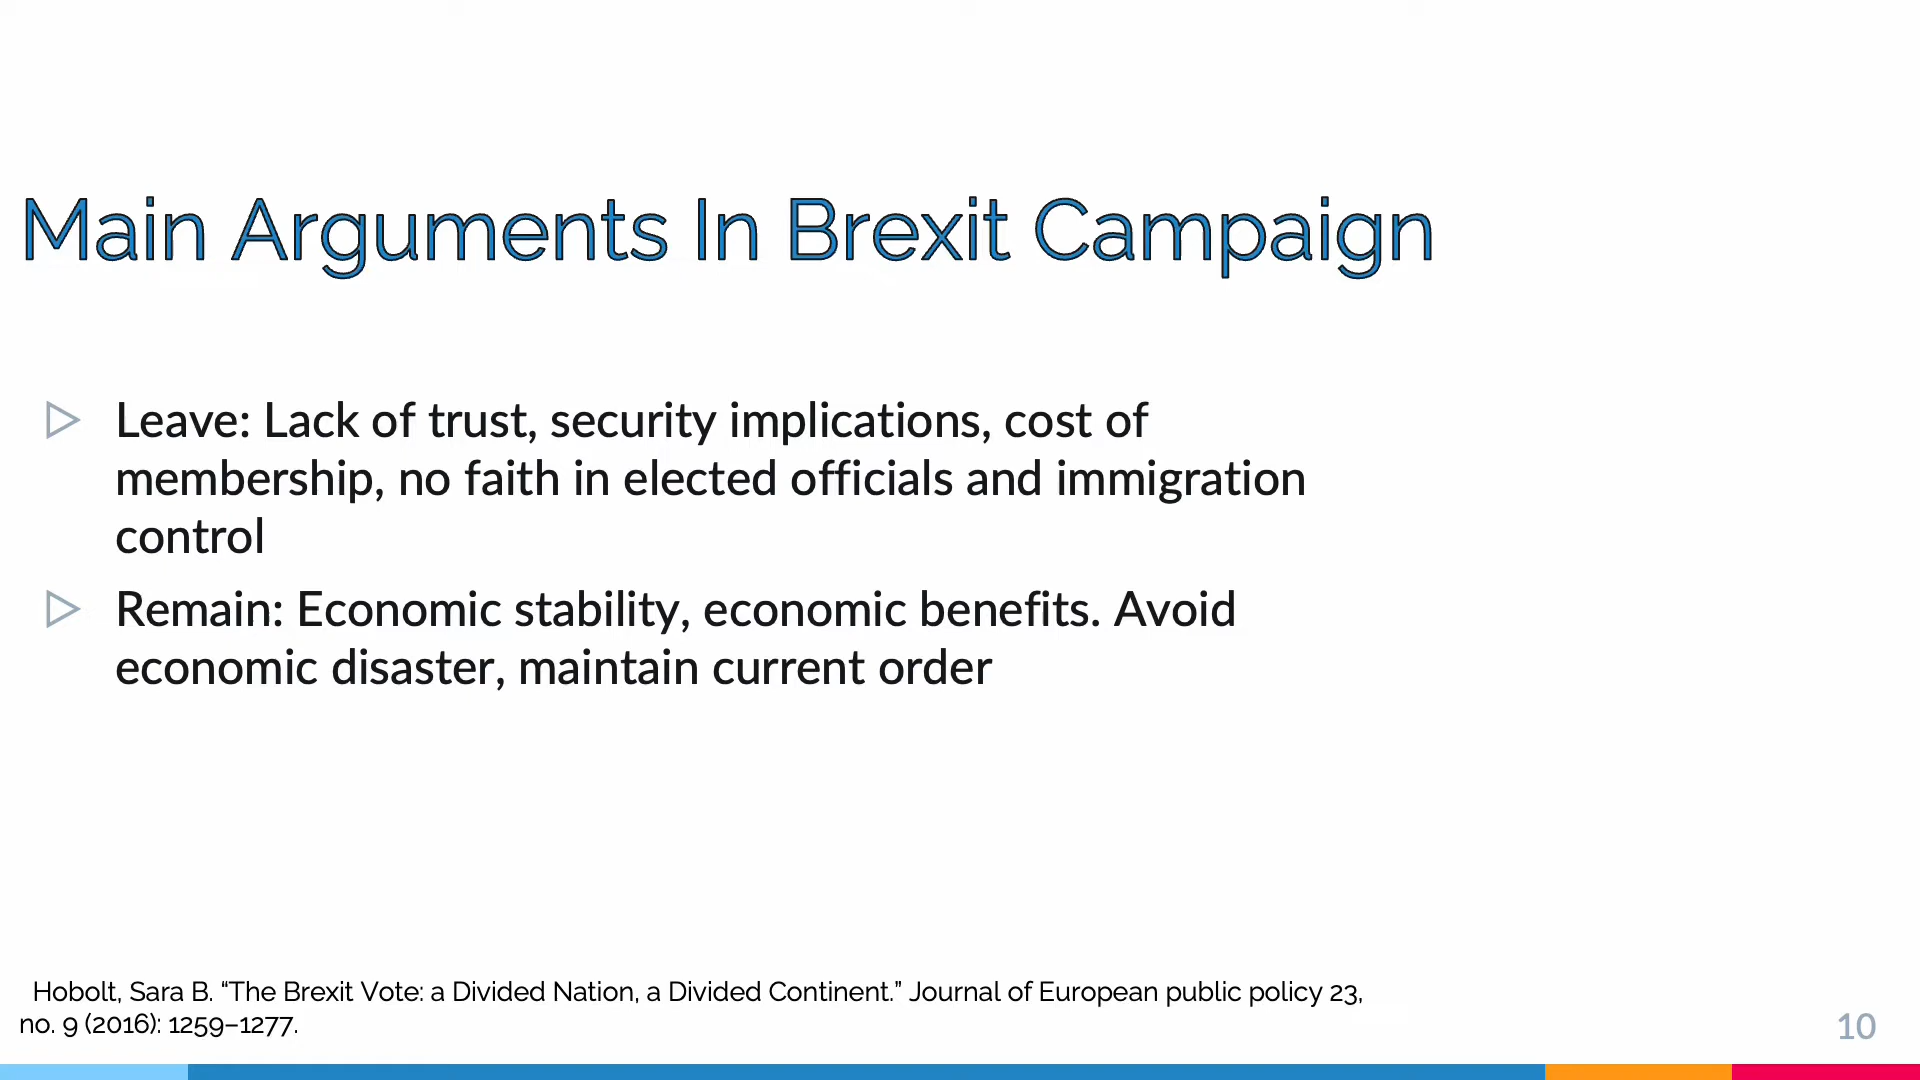 Main Arguments In Brexit Campaign
Leave: Lack of trust, security implications, cost of
membership, no faith in elected officials and immigration
control
Remain: Economic stability, economic benefits. Avoid
economic disaster, maintain current order
Hobolt, Sara B. “The Brexit Vote: a Divided Nation, a Divided Continent.” Journal of European public policy 23,
no. 9 (2016): 1259–1277.
10